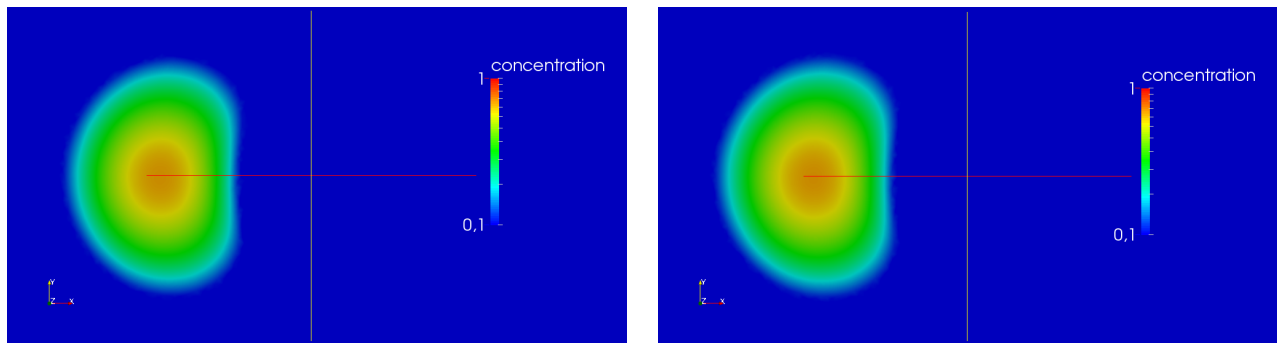 concentration
1
0,1
Y
Z X
concentration
1
0,1
Y
Z X